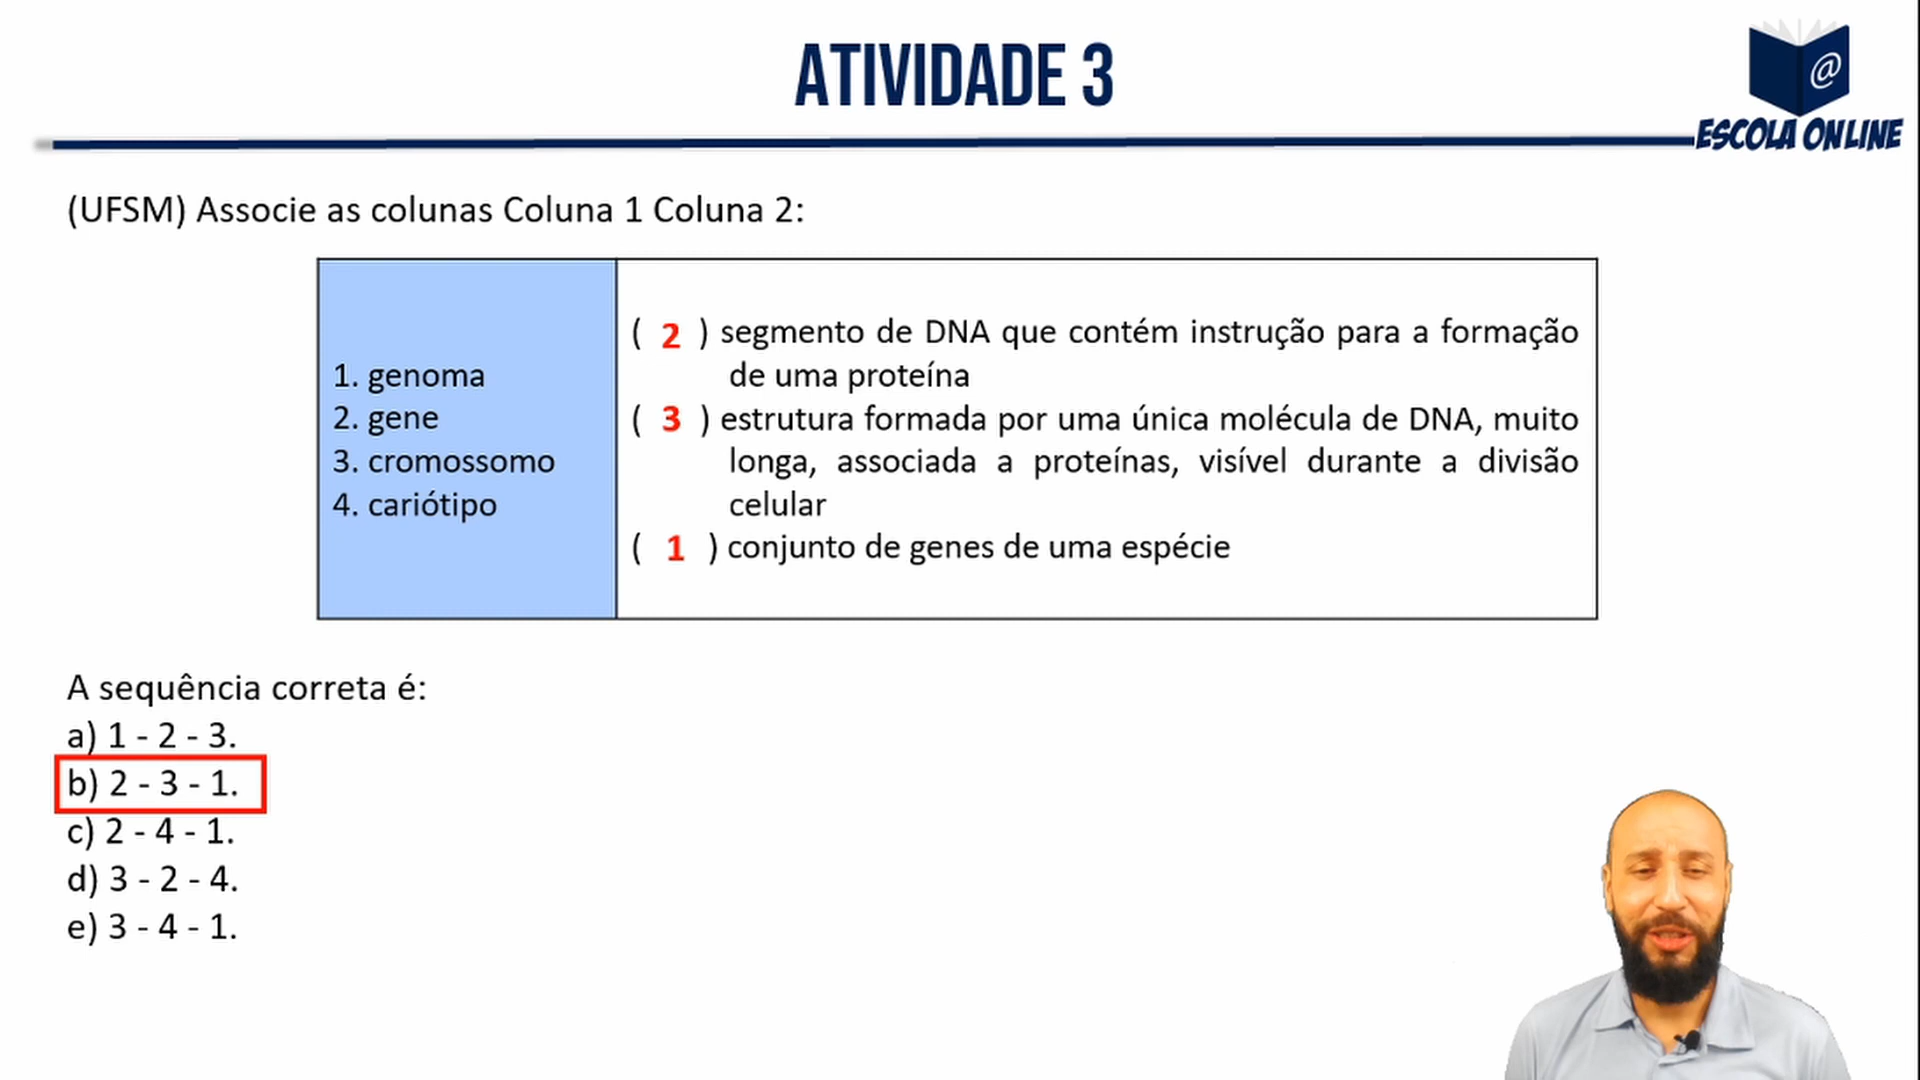 ATIVIDADE 3
@
ESCOLA ONLINE
(UFSM) Associe as colunas Coluna 1 Coluna 2:
1. genoma
2. gene
3. cromossomo
4. cariótipo
( 2 ) segmento de DNA que contém instrução para a formação
de uma proteína
( 3 ) estrutura formada por uma única molécula de DNA, muito
longa, associada a proteínas, visível durante a divisão
celular
( 1 ) conjunto de genes de uma espécie
A sequência correta é:
a) 1 - 2 - 3.
b) 2 - 3 - 1.
c) 2 - 4 - 1.
d) 3 - 2 - 4.
e) 3 - 4 - 1.